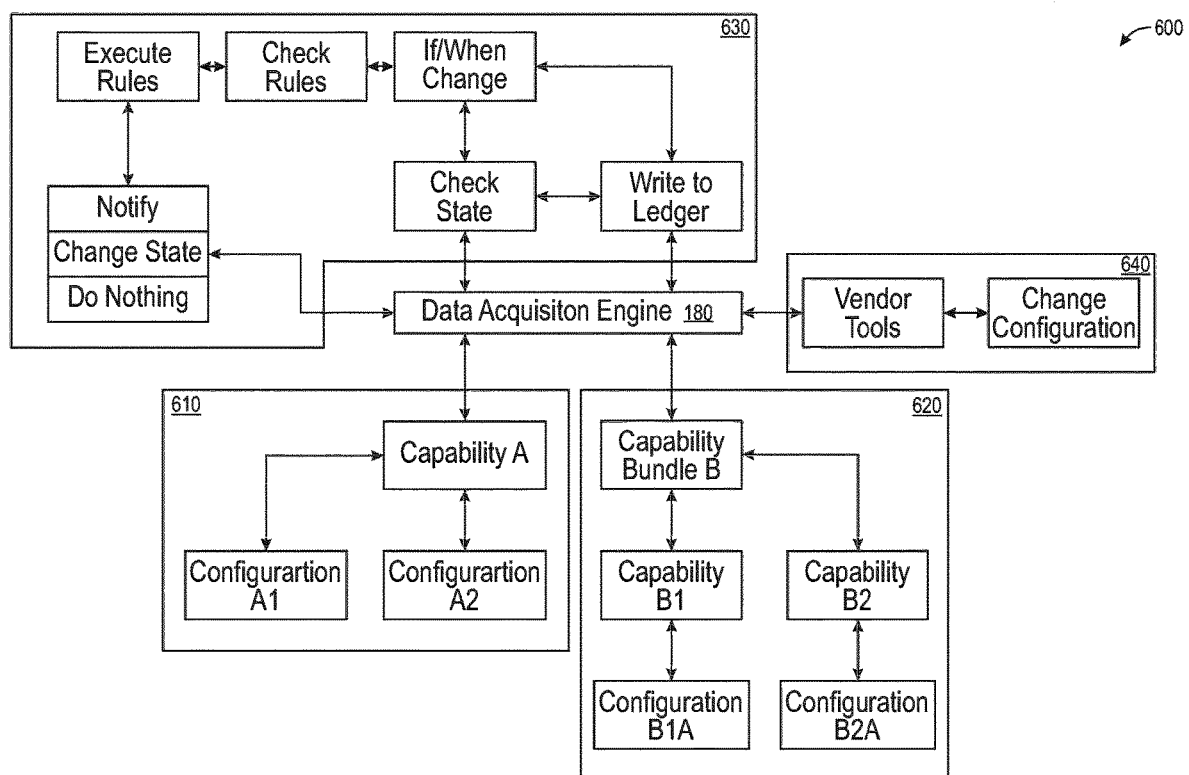 630
600
Execute
Rules
Check
Rules
If/When
Change
Check
State
Write to
Ledger
Notify
Change State
Do Nothing
Data Acquisiton Engine 180
640
Vendor
Tools
Change
Configuration
610
Capability A
Configurartion
A1
Configurartion
A2
620
Capability
Bundle B
Capability
B1
Capability
B2
Configuration
B1A
Configuration
B2A